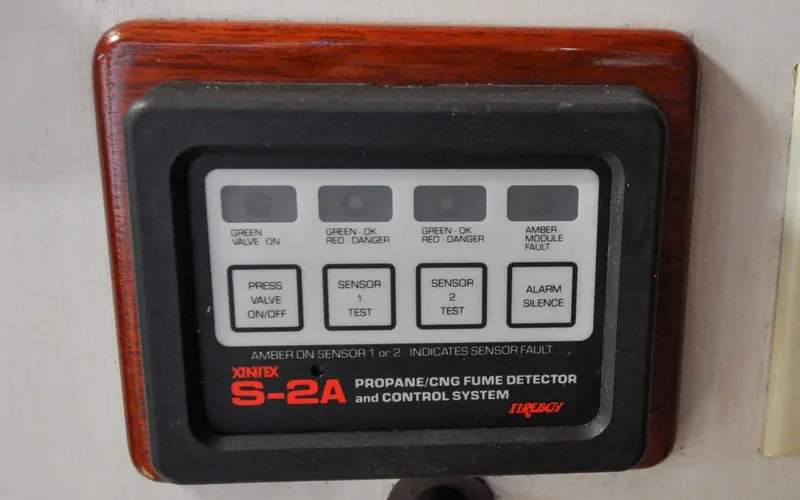 GREEN
VALVE ON
GREEN - OK
RED - DANGER
GREEN - OK
RED - DANGER
AMBER -
MODULE
FAULT
PRESS
VALVE
ON/OFF
SENSOR
1
TEST
SENSOR
2
TEST
ALARM
SILENCE
AMBER ON SENSOR 1 or 2 - INDICATES SENSOR FAULT
XINTEX
S-2A
PROPANE/CNG FUME DETECTOR
and CONTROL SYSTEM
FIREBOY